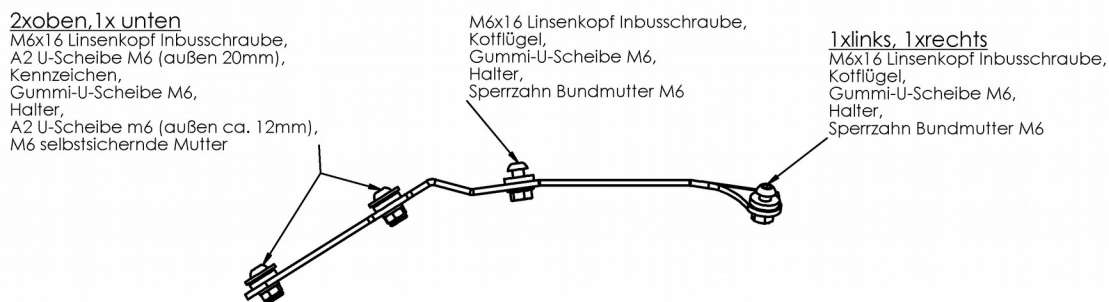 2xoben,1x unten
M6x16 Linsenkopf Inbusschraube,
A2 U-Scheibe M6 (außen 20mm),
Kennzeichen,
Gummi-U-Scheibe M6,
Halter,
A2 U-Scheibe m6 (außen ca. 12mm),
M6 selbstsichernde Mutter
M6x16 Linsenkopf Inbusschraube,
Kotflügel,
Gummi-U-Scheibe M6,
Halter,
Sperrzahn Bundmutter M6
1xlinks, 1xrechts
M6x16 Linsenkopf Inbusschraube,
Kotflügel,
Gummi-U-Scheibe M6,
Halter,
Sperrzahn Bundmutter M6